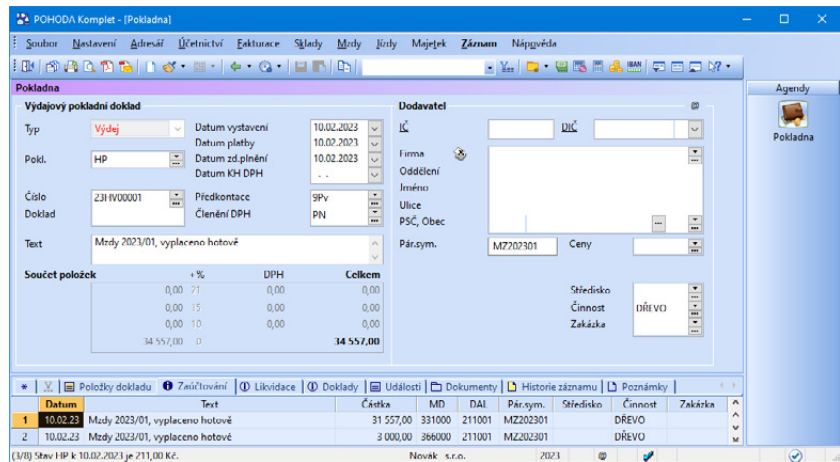 POHODA Komplet - [Pokladna]
Soubor Nastavení Adresář Účetnictví Fakturace Sklady Mzdy Jízdy Majetek Záznam Nápověda
IBAN
Pokladna
Agendy
Výdajový pokladní doklad
Dodavatel
Typ Výdej Datum vystavení 10.02.2023 IČ DIČ
Datum platby 10.02.2023
Pokladna
Pokl. HP Datum zd.plnění 10.02.2023 Firma
Datum KH DPH . . Oddělení
Jméno
Číslo 23HV00001 Předkontace 9Pv Ulice
Doklad Členění DPH PN PSČ, Obec
Text Mzdy 2023/01, vyplaceno hotově Pár.sym. MZ202301 Ceny
Součet položek + % DPH Celkem
0,00 21 0,00 0,00 Středisko
0,00 15 0,00 0,00 Činnost DŘEVO
0,00 10 0,00 0,00 Zakázka
34 557,00 0 34 557,00
Položky dokladu Zaúčtování Likvidace Doklady Události Dokumenty Historie záznamu Poznámky
Datum Text Částka MD DAL Pár.sym. Středisko Činnost Zakázka
1 10.02.23 Mzdy 2023/01, vyplaceno hotově 31 557,00 331000 211001 MZ202301 DŘEVO
2 10.02.23 Mzdy 2023/01, vyplaceno hotově 3 000,00 366000 211001 MZ202301 DŘEVO
(3/8) Stav HP k 10.02.2023 je 211,00 Kč. Novák s.r.o. 2023 @